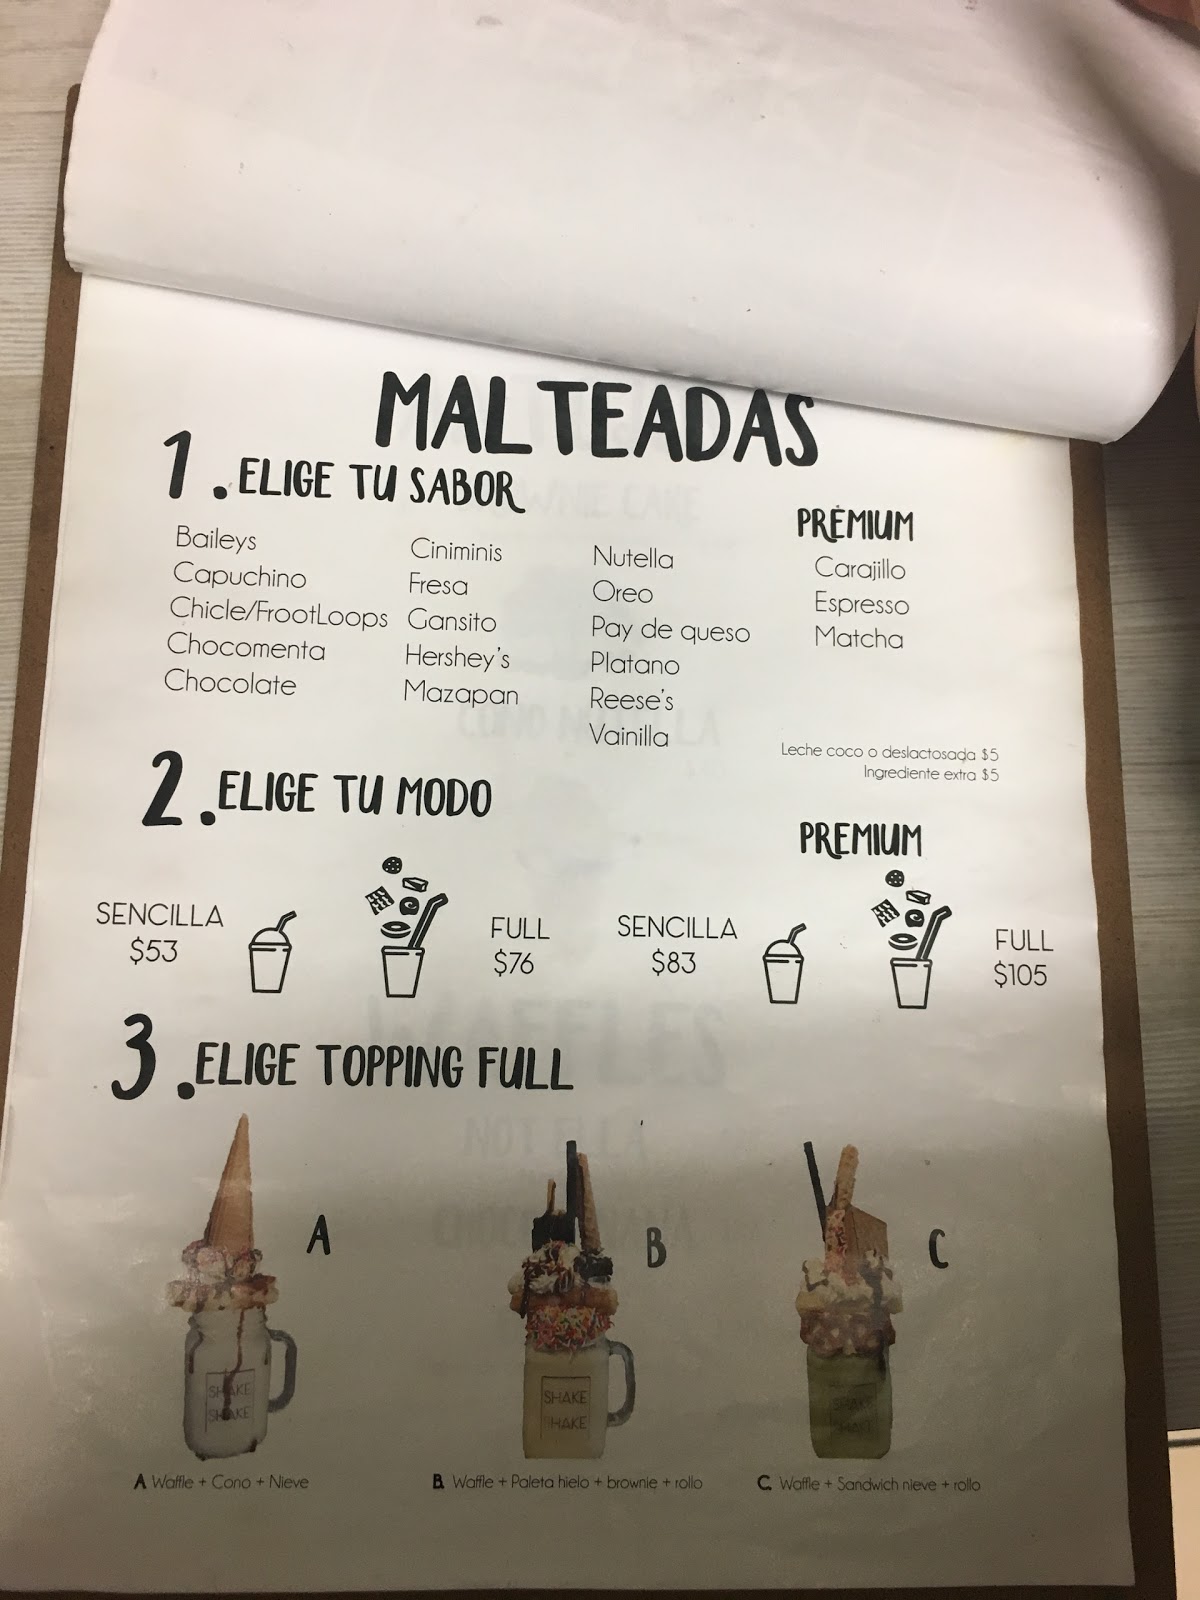 MALTEADAS
1. ELIGE TU SABOR
Baileys
Capuchino
Chicle/FrootLoops
Chocomenta
Chocolate
Ciniminis
Fresa
Gansito
Hershey's
Mazapan
Nutella
Oreo
Pay de queso
Platano
Reese's
Vainilla
PREMIUM
Carajillo
Espresso
Matcha
Leche coco o deslactosada $5
Ingrediente extra $5
2. ELIGE TU MODO
SENCILLA
$53
FULL
$76
PREMIUM
SENCILLA
$83
FULL
$105
3. ELIGE TOPPING FULL
A
B
C
SHAKE
SHAKE
SHAKE
SHAKE
SHAKE
SHAKE
A Waffle + Cono + Nieve
B. Waffle + Paleta hielo + brownie + rollo
C. Waffle + Sandwich nieve + rollo